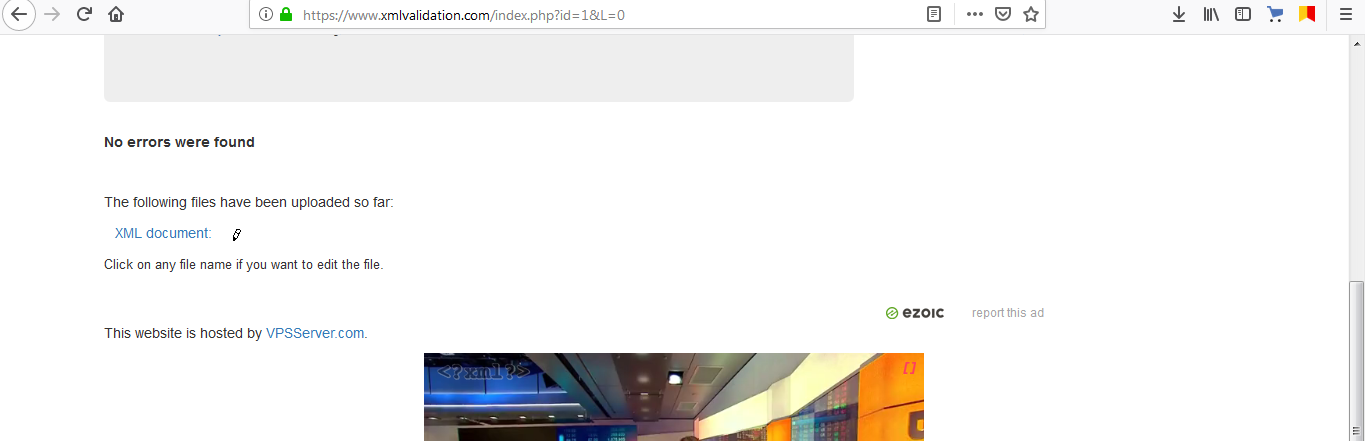 https://www.xmlvalidation.com/index.php?id=1&L=0
No errors were found
The following files have been uploaded so far:
XML document:
Click on any file name if you want to edit the file.
ezoic
report this ad
This website is hosted by VPSServer.com.
<?xml?>
[]